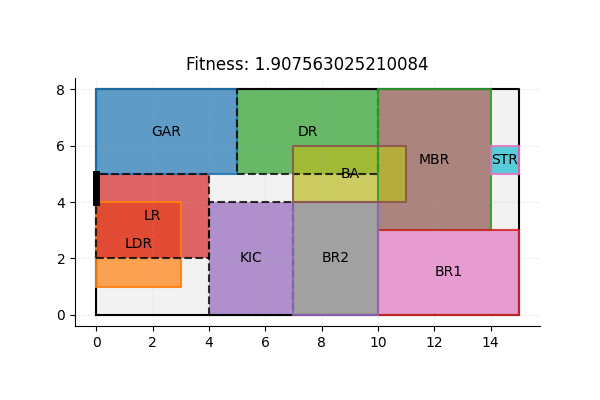 Fitness: 1.907563025210084
8
GAR
DR
6
MBR
STR
BA
4
LR
LDR
KIC
BR2
BR1
2
0
0 2 4 6 8 10 12 14